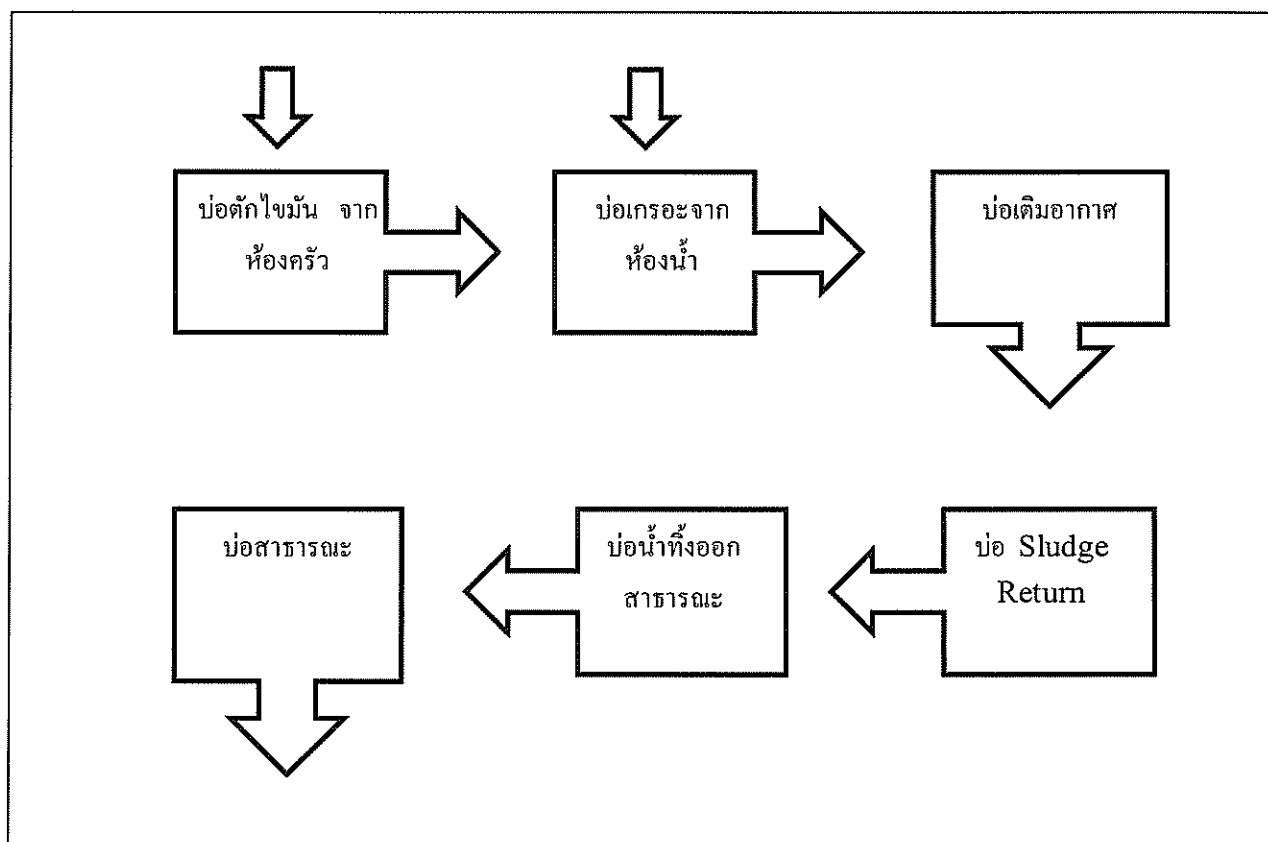 บ่อดักไขมัน จาก
ห้องครัว
บ่อเกรอะจาก
ห้องน้ำ
บ่อเติมอากาศ
บ่อ Sludge
Return
บ่อน้ำทิ้งออก
สาธารณะ
บ่อสาธารณะ